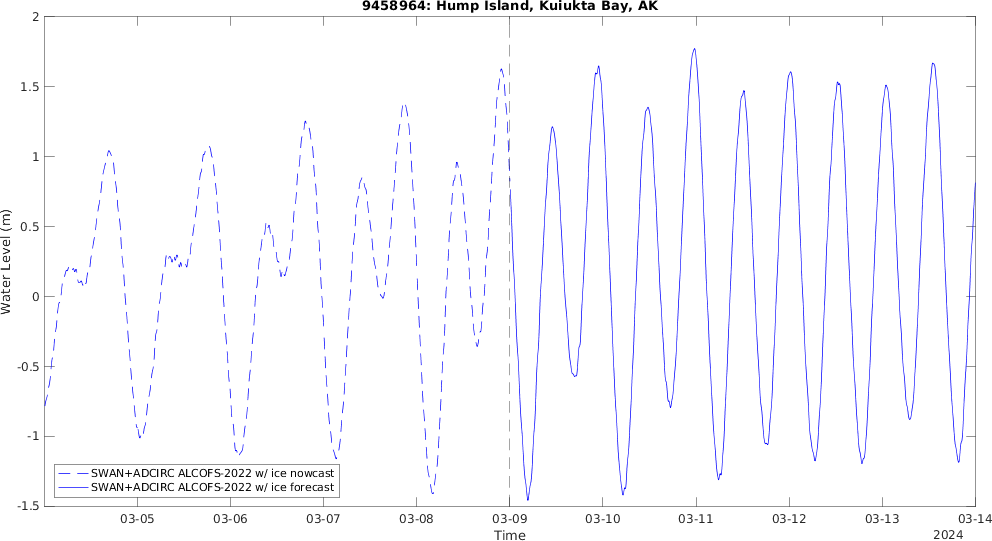 9458964: Hump Island, Kuiukta Bay, AK
Water Level (m)
2
1.5
1
0.5
0
-0.5
-1
-1.5
SWAN+ADCIRC ALCOFS-2022 w/ ice nowcast
SWAN+ADCIRC ALCOFS-2022 w/ ice forecast
03-05 03-06 03-07 03-08 03-09 03-10 03-11 03-12 03-13 03-14
Time
2024